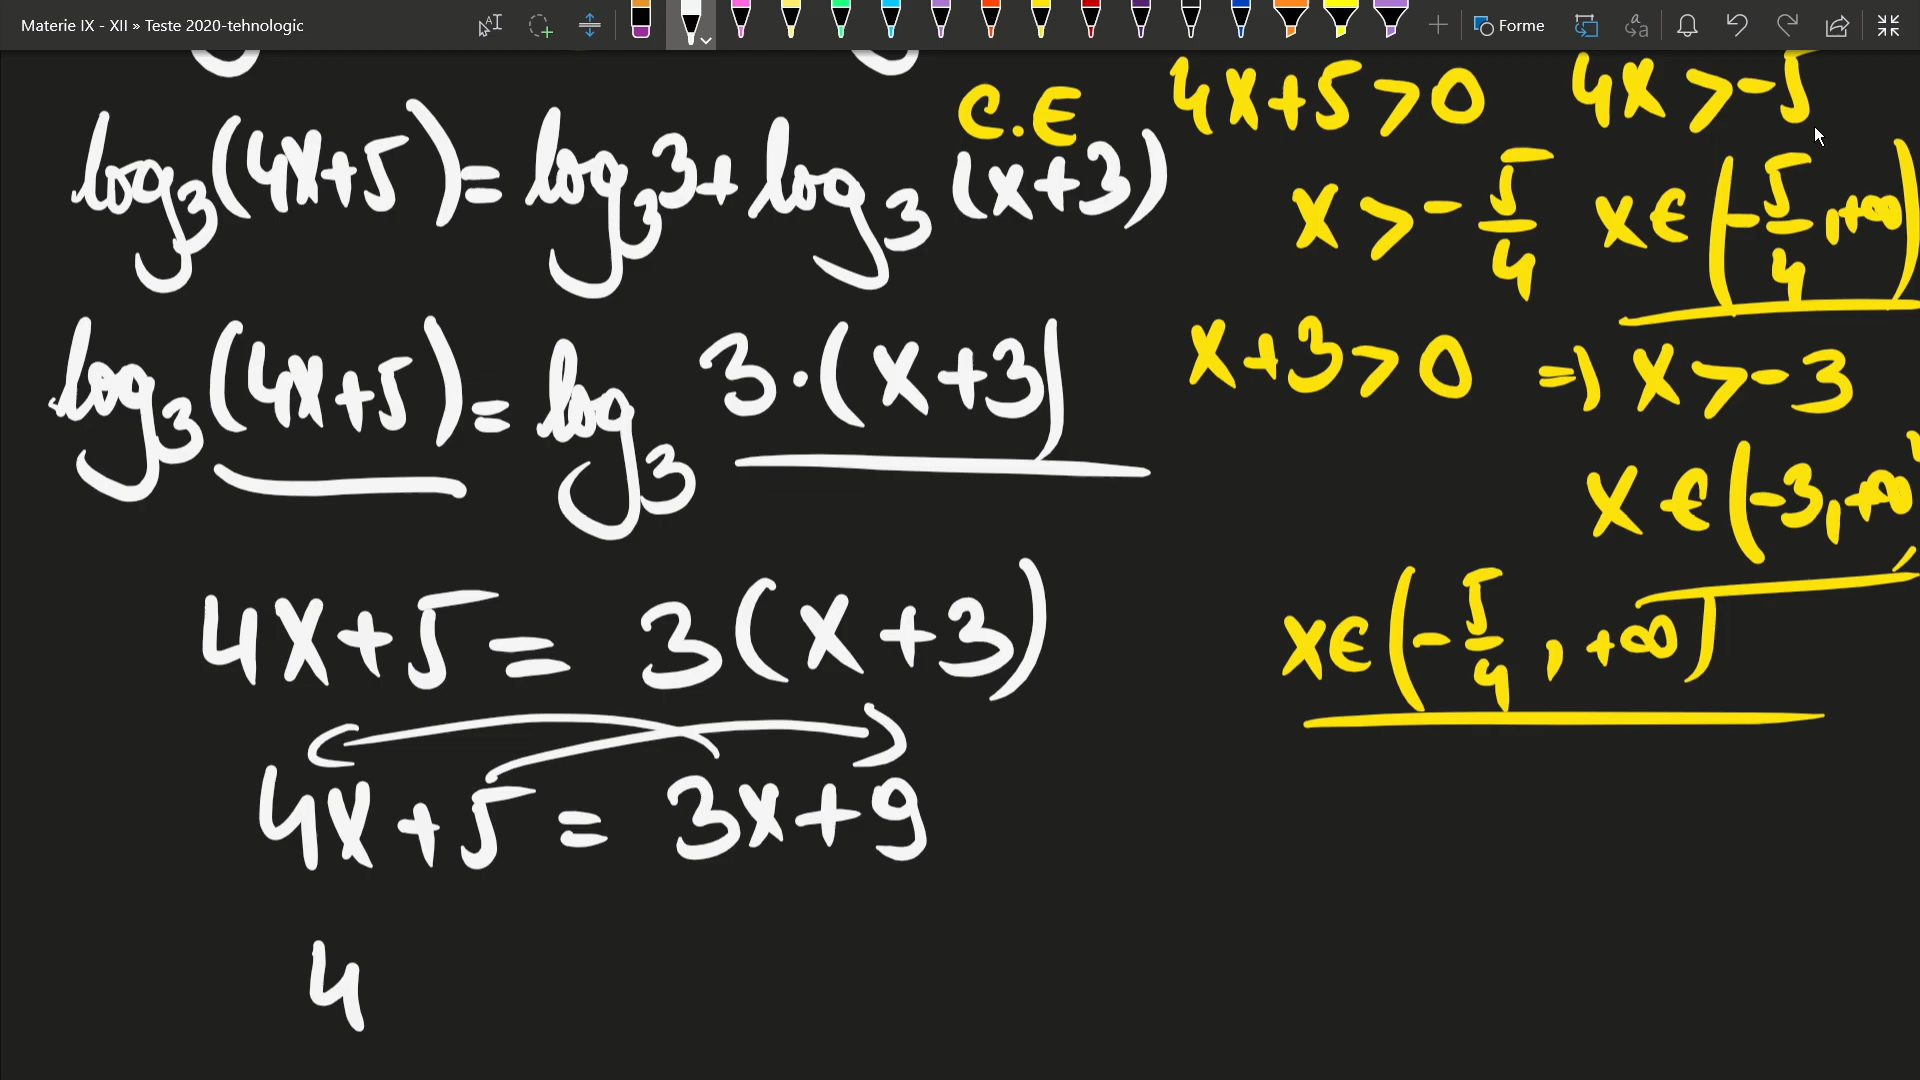 Materie IX - XII » Teste 2020-tehnologic
Forme
log₃(4x+5) = log₃3 + log₃(x+3)
log₃(4x+5) = log₃ 3·(x+3)
4x+5 = 3(x+3)
4x+5 = 3x+9
4
C.E 4x+5>0 4x>-5
x>-5/4 x∈(-5/4,+∞)
x+3>0 => x>-3
x∈(-3,+∞
x∈(-5/4, +∞)